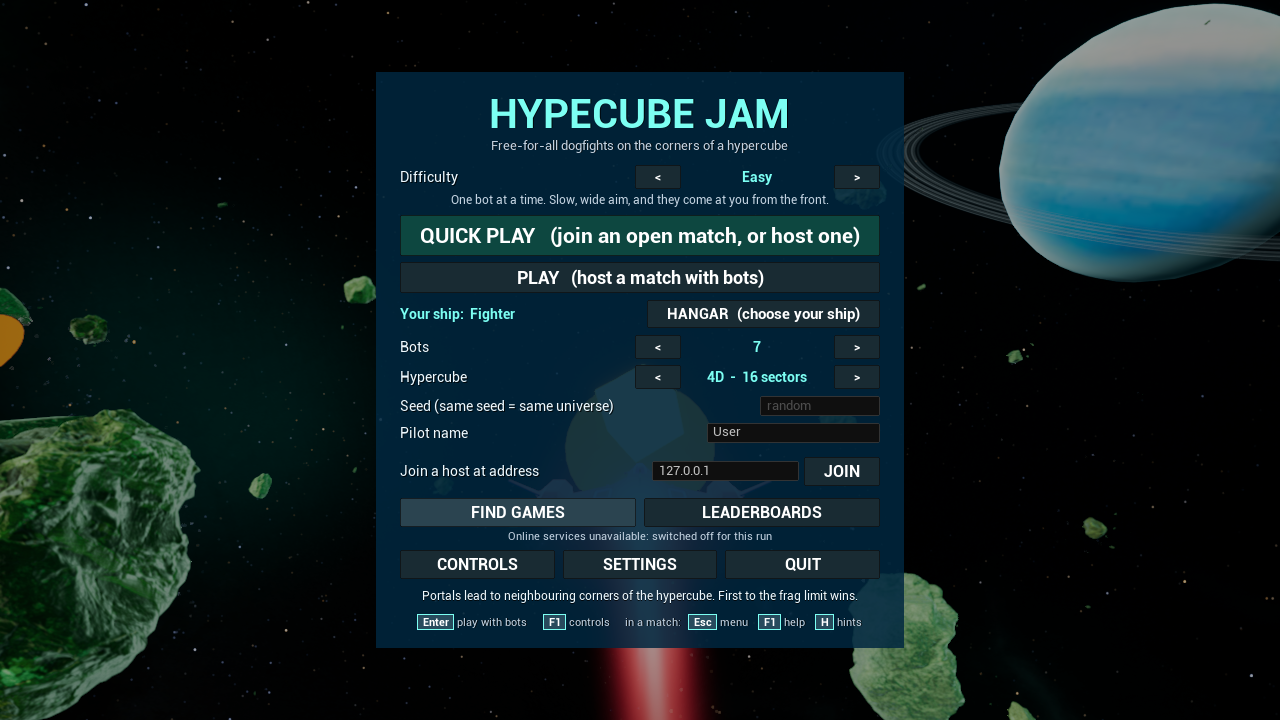 HYPECUBE JAM
Free-for-all dogfights on the corners of a hypercube
Difficulty < Easy >
One bot at a time. Slow, wide aim, and they come at you from the front.
QUICK PLAY (join an open match, or host one)
PLAY (host a match with bots)
Your ship: Fighter HANGAR (choose your ship)
Bots < 7 >
Hypercube < 4D - 16 sectors >
Seed (same seed = same universe) random
Pilot name User
Join a host at address 127.0.0.1 JOIN
FIND GAMES LEADERBOARDS
Online services unavailable: switched off for this run
CONTROLS SETTINGS QUIT
Portals lead to neighbouring corners of the hypercube. First to the frag limit wins.
Enter play with bots F1 controls in a match: Esc menu F1 help H hints